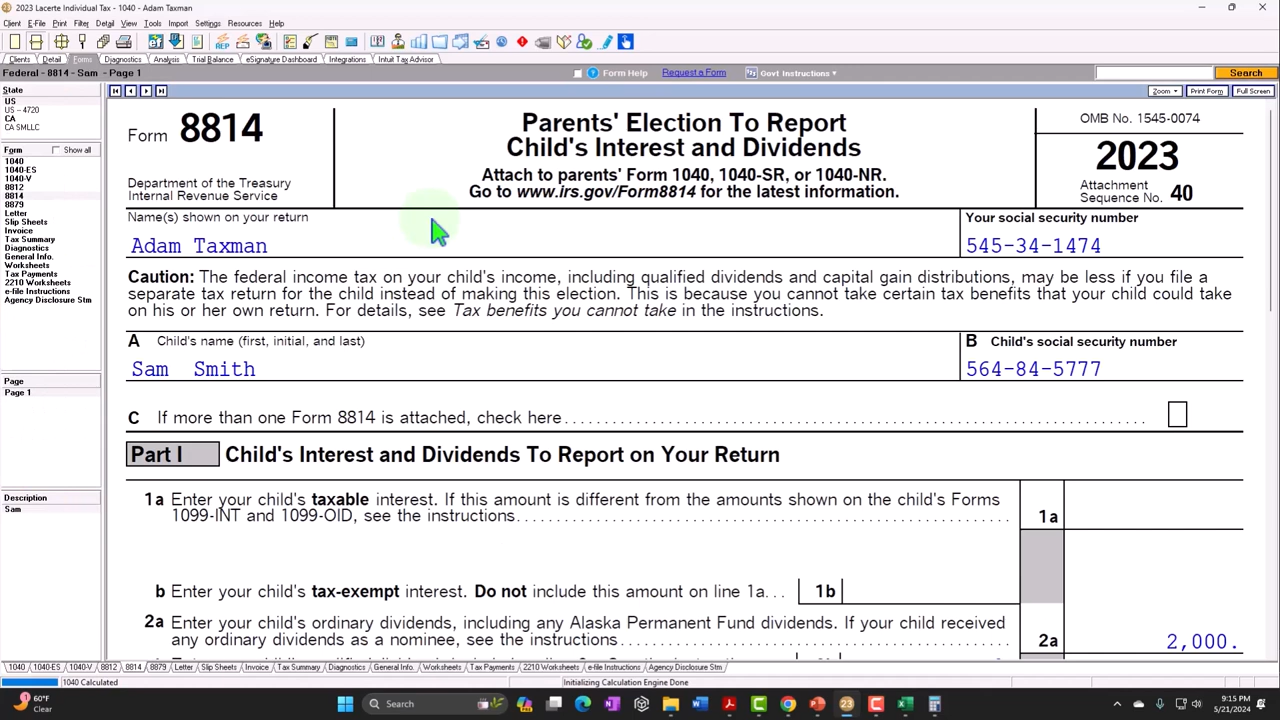 2023 Lacerte Individual Tax - 1040 - Adam Taxman
Client E-File Print Filter Detail View Tools Import Settings Resources Help
Clients Detail Forms Diagnostics Analysis Trial Balance eSignature Dashboard Integrations Intuit Tax Advisor
Federal - 8814 - Sam - Page 1
Form Help Request a Form Govt Instructions Search
State
US
US - 4720
CA
CA SMLLC
Form Show all
1040
1040-ES
1040-V
8812
8814
8879
Letter
Slip Sheets
Invoice
Tax Summary
Diagnostics
General Info.
Worksheets
Tax Payments
2210 Worksheets
e-file Instructions
Agency Disclosure Stm
Page
Page 1
Description
Sam
Zoom Print Form Full Screen
Form 8814
Department of the Treasury
Internal Revenue Service
Parents' Election To Report
Child's Interest and Dividends
Attach to parents' Form 1040, 1040-SR, or 1040-NR.
Go to www.irs.gov/Form8814 for the latest information.
OMB No. 1545-0074
2023
Attachment
Sequence No. 40
Name(s) shown on your return
Adam Taxman
Your social security number
545-34-1474
Caution: The federal income tax on your child's income, including qualified dividends and capital gain distributions, may be less if you file a
separate tax return for the child instead of making this election. This is because you cannot take certain tax benefits that your child could take
on his or her own return. For details, see Tax benefits you cannot take in the instructions.
A Child's name (first, initial, and last)
Sam Smith
B Child's social security number
564-84-5777
C If more than one Form 8814 is attached, check here
Part I Child's Interest and Dividends To Report on Your Return
1a Enter your child's taxable interest. If this amount is different from the amounts shown on the child's Forms
1099-INT and 1099-OID, see the instructions 1a
b Enter your child's tax-exempt interest. Do not include this amount on line 1a... 1b
2a Enter your child's ordinary dividends, including any Alaska Permanent Fund dividends. If your child received
any ordinary dividends as a nominee, see the instructions 2a 2,000.
1040 1040-ES 1040-V 8812 8814 8879 Letter Slip Sheets Invoice Tax Summary Diagnostics General Info. Worksheets Tax Payments 2210 Worksheets e-file Instructions Agency Disclosure Stm
1040 Calculated Initializing Calculation Engine Done
60°F
Clear
Search
9:15 PM
5/21/2024